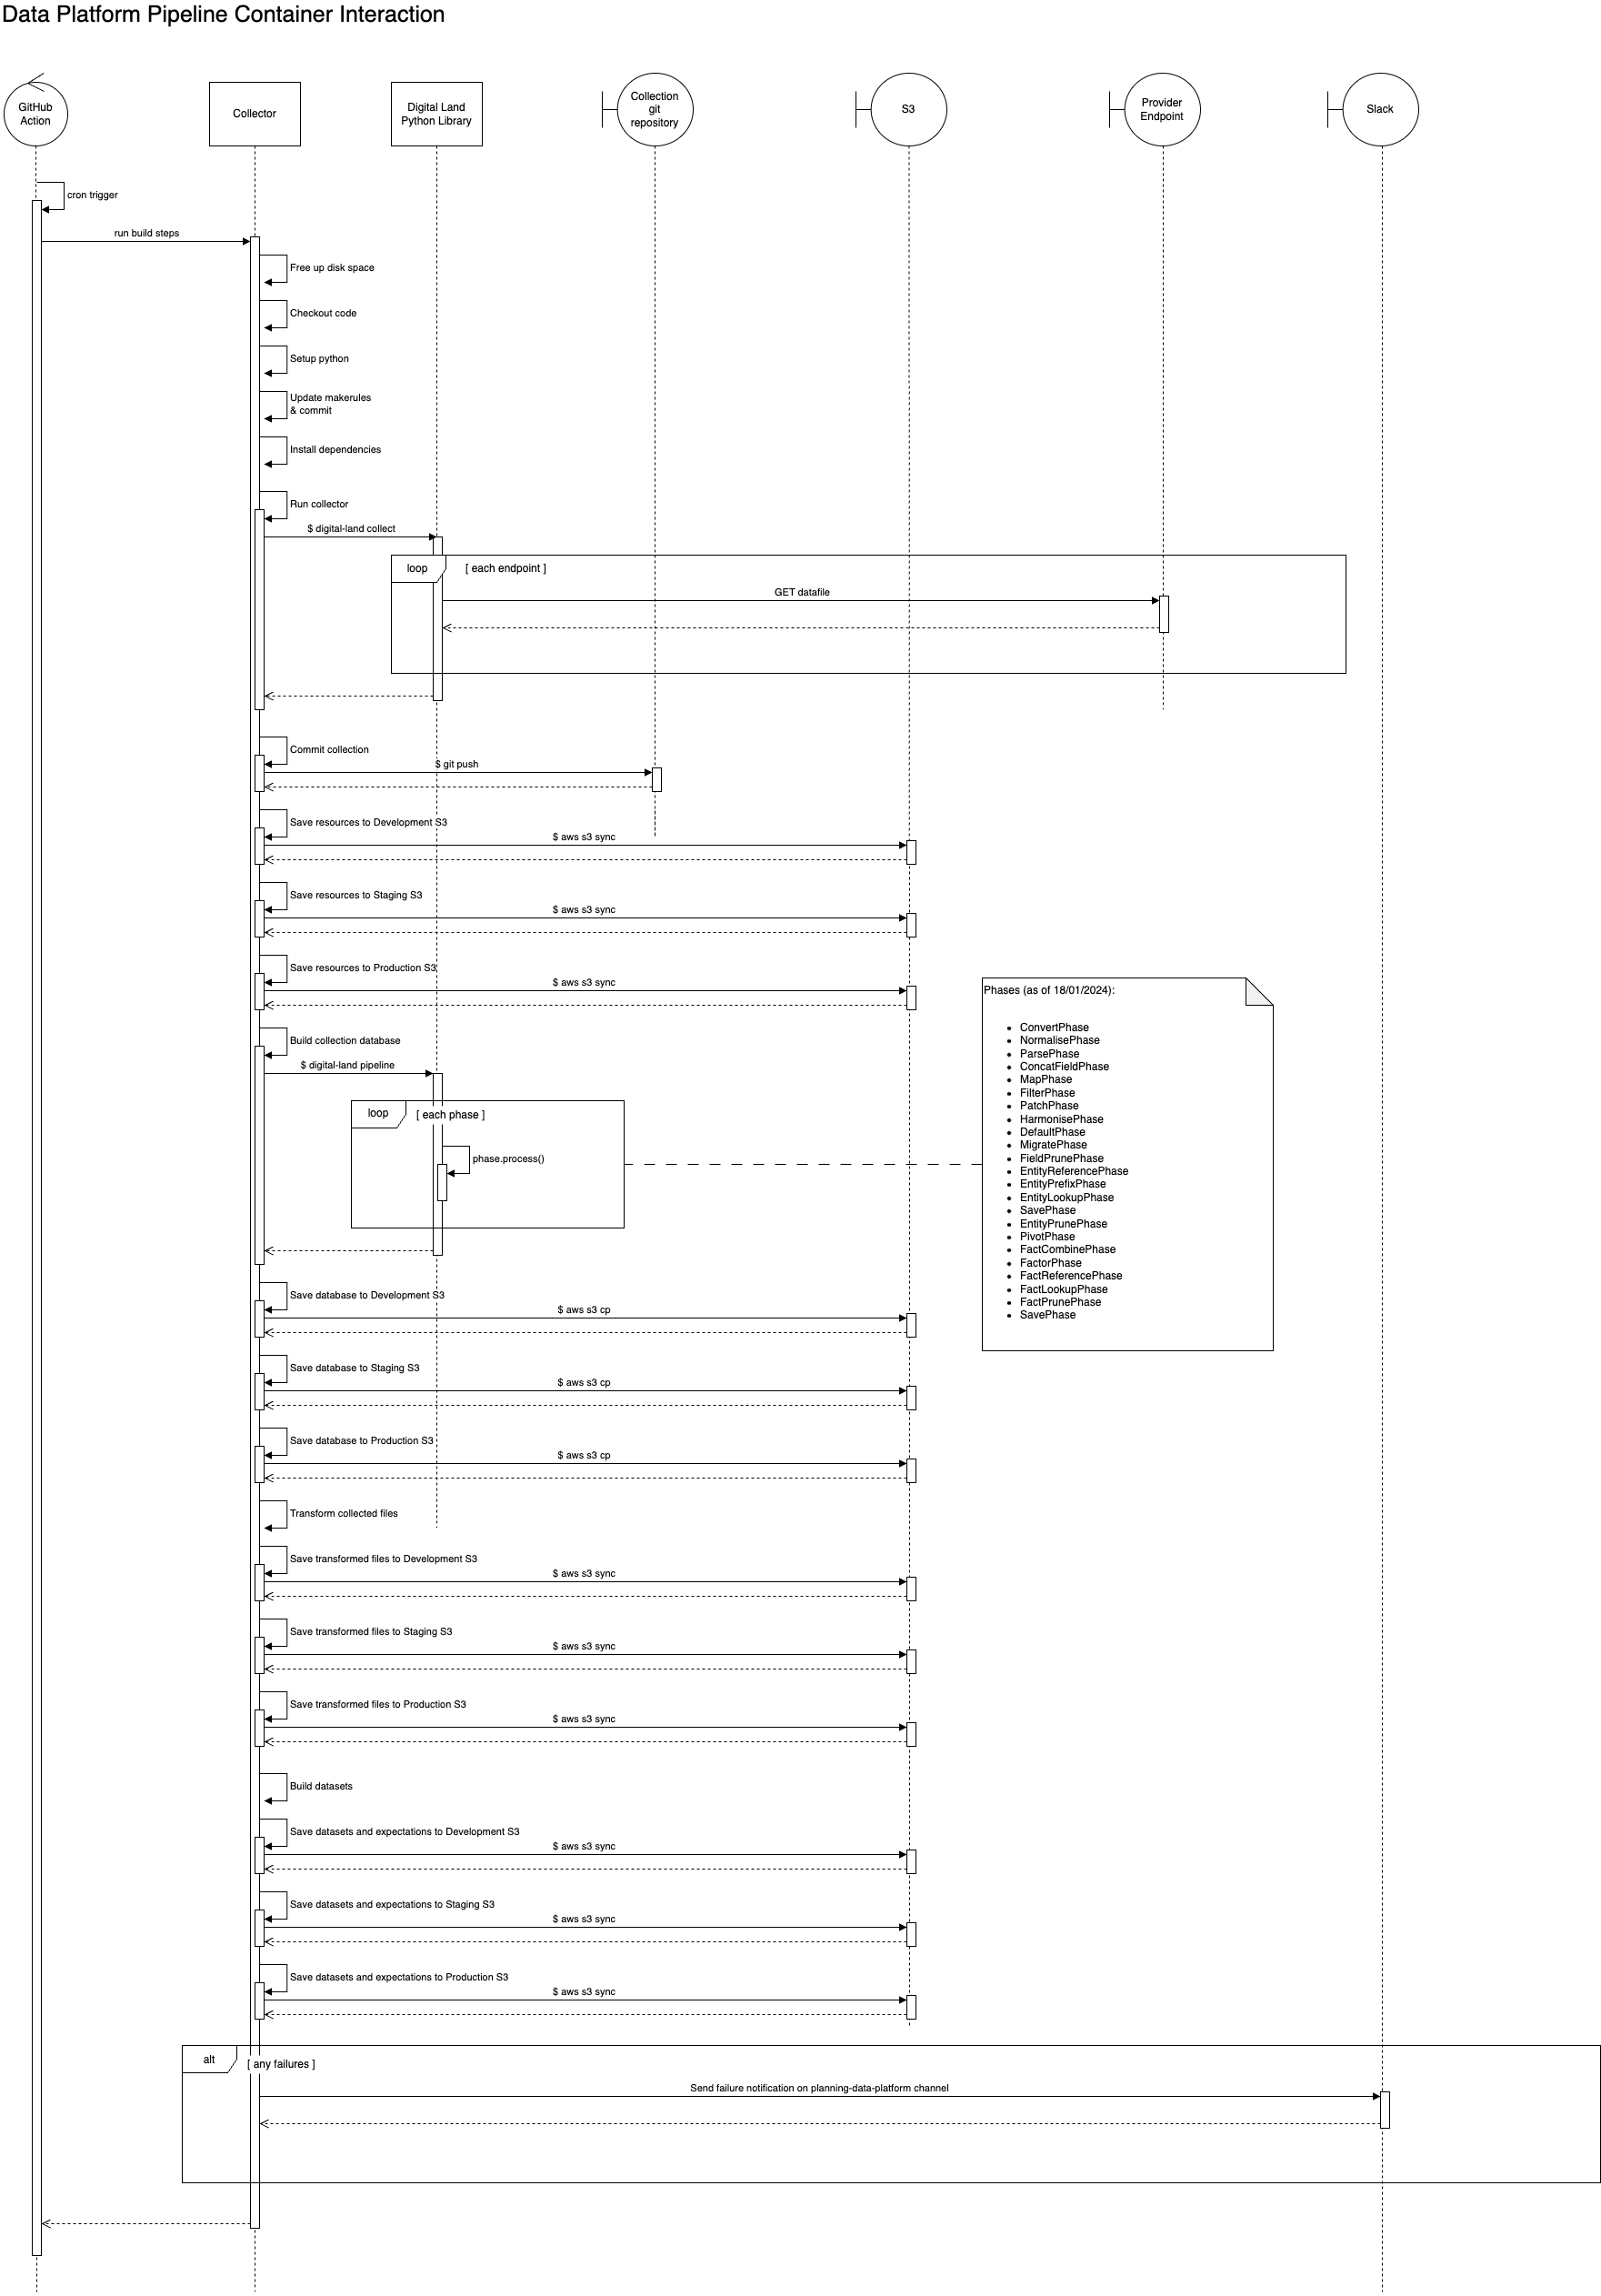 Data Platform Pipeline Container Interaction
GitHub
Action
Collector
Digital Land
Python Library
Collection
git
repository
S3
Provider
Endpoint
Slack
cron trigger
run build steps
Free up disk space
Checkout code
Setup python
Update makerules
& commit
Install dependencies
Run collector
$ digital-land collect
loop
[ each endpoint ]
GET datafile
Commit collection
$ git push
Save resources to Development S3
$ aws s3 sync
Save resources to Staging S3
$ aws s3 sync
Save resources to Production S3
$ aws s3 sync
Build collection database
$ digital-land pipeline
loop
[ each phase ]
phase.process()
Phases (as of 18/01/2024):
ConvertPhase
NormalisePhase
ParsePhase
ConcatFieldPhase
MapPhase
FilterPhase
PatchPhase
HarmonisePhase
DefaultPhase
MigratePhase
FieldPrunePhase
EntityReferencePhase
EntityPrefixPhase
EntityLookupPhase
SavePhase
EntityPrunePhase
PivotPhase
FactCombinePhase
FactorPhase
FactReferencePhase
FactLookupPhase
FactPrunePhase
SavePhase
Save database to Development S3
$ aws s3 cp
Save database to Staging S3
$ aws s3 cp
Save database to Production S3
$ aws s3 cp
Transform collected files
Save transformed files to Development S3
$ aws s3 sync
Save transformed files to Staging S3
$ aws s3 sync
Save transformed files to Production S3
$ aws s3 sync
Build datasets
Save datasets and expectations to Development S3
$ aws s3 sync
Save datasets and expectations to Staging S3
$ aws s3 sync
Save datasets and expectations to Production S3
$ aws s3 sync
alt
[ any failures ]
Send failure notification on planning-data-platform channel